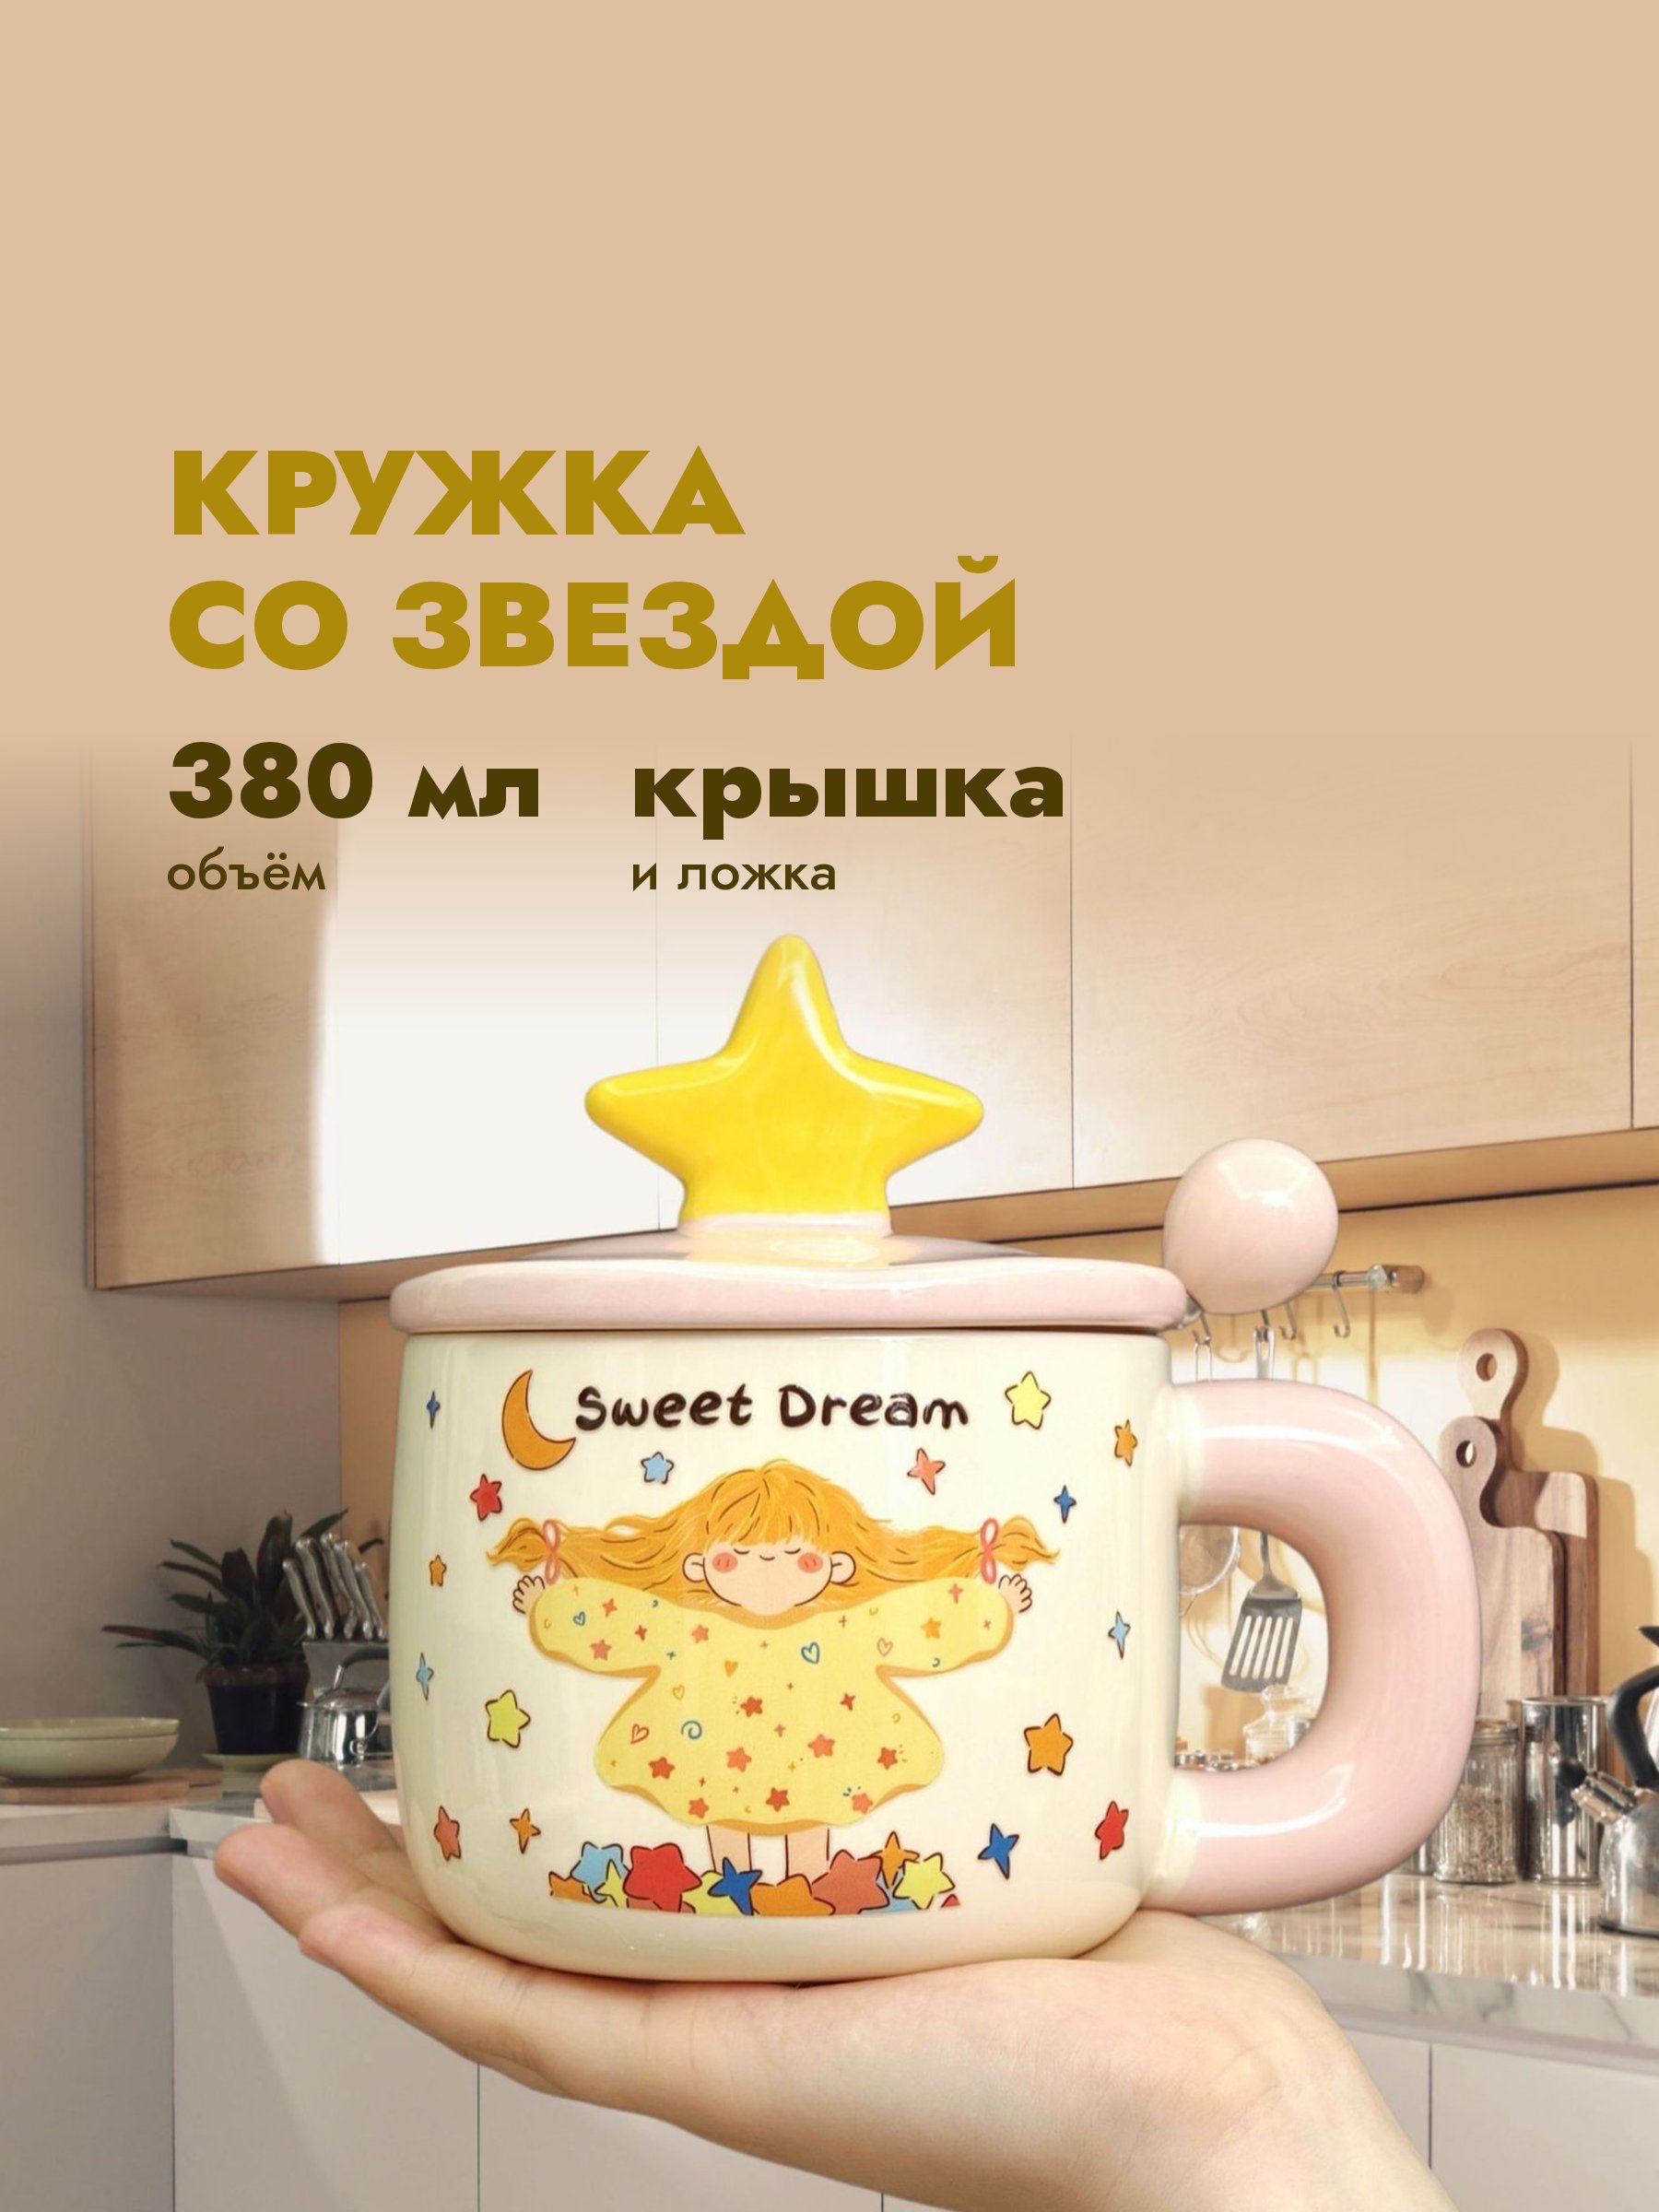 КРУЖКА
СО ЗВЕЗДОЙ
380 мл крышка
объём и ложка
Sweet Dream